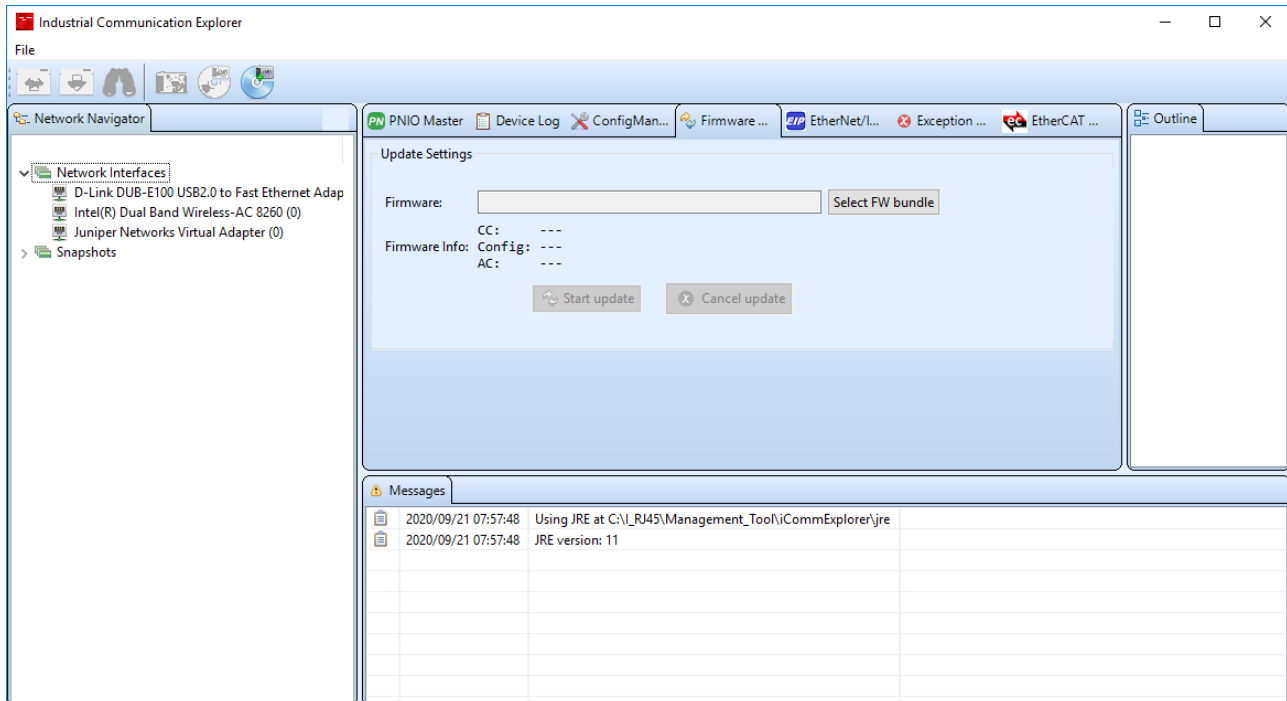 Industrial Communication Explorer
File
Network Navigator
Network Interfaces
D-Link DUB-E100 USB2.0 to Fast Ethernet Adap
Intel(R) Dual Band Wireless-AC 8260 (0)
Juniper Networks Virtual Adapter (0)
Snapshots
PN PNIO Master Device Log ConfigMan... Firmware ... EIP EtherNet/I... Exception ... ec EtherCAT ...
Update Settings
Firmware: Select FW bundle
CC: ---
Firmware Info: Config: ---
AC: ---
Start update Cancel update
Outline
Messages
2020/09/21 07:57:48 Using JRE at C:\I_RJ45\Management_Tool\iCommExplorer\jre
2020/09/21 07:57:48 JRE version: 11